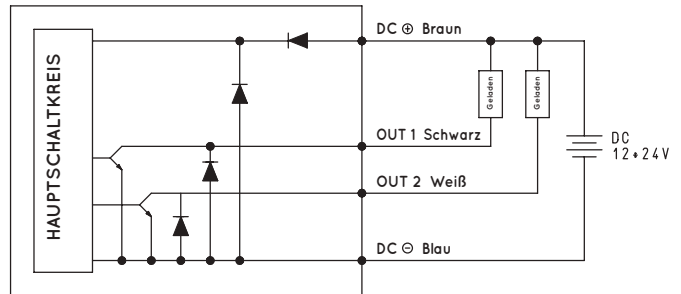 HAUPTSCHALTKREIS
DC ⊕ Braun
Geladen
Geladen
OUT 1 Schwarz
DC
12+24V
OUT 2 Weiß
DC ⊖ Blau